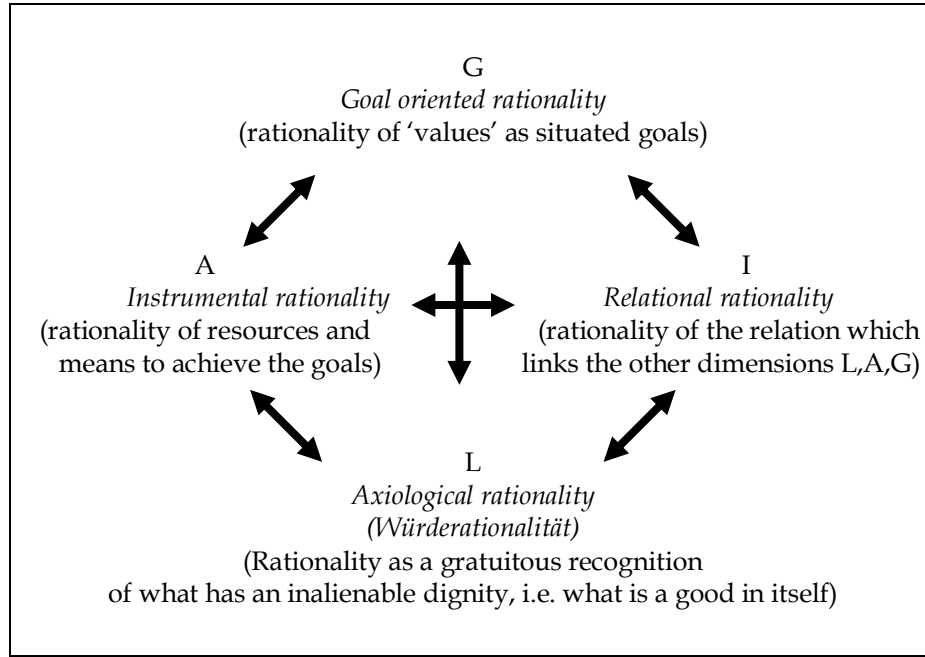 G
Goal oriented rationality
(rationality of ‘values’ as situated goals)
A
Instrumental rationality
(rationality of resources and
means to achieve the goals)
I
Relational rationality
(rationality of the relation which
links the other dimensions L,A,G)
L
Axiological rationality
(Würderationalität)
(Rationality as a gratuitous recognition
of what has an inalienable dignity, i.e. what is a good in itself)